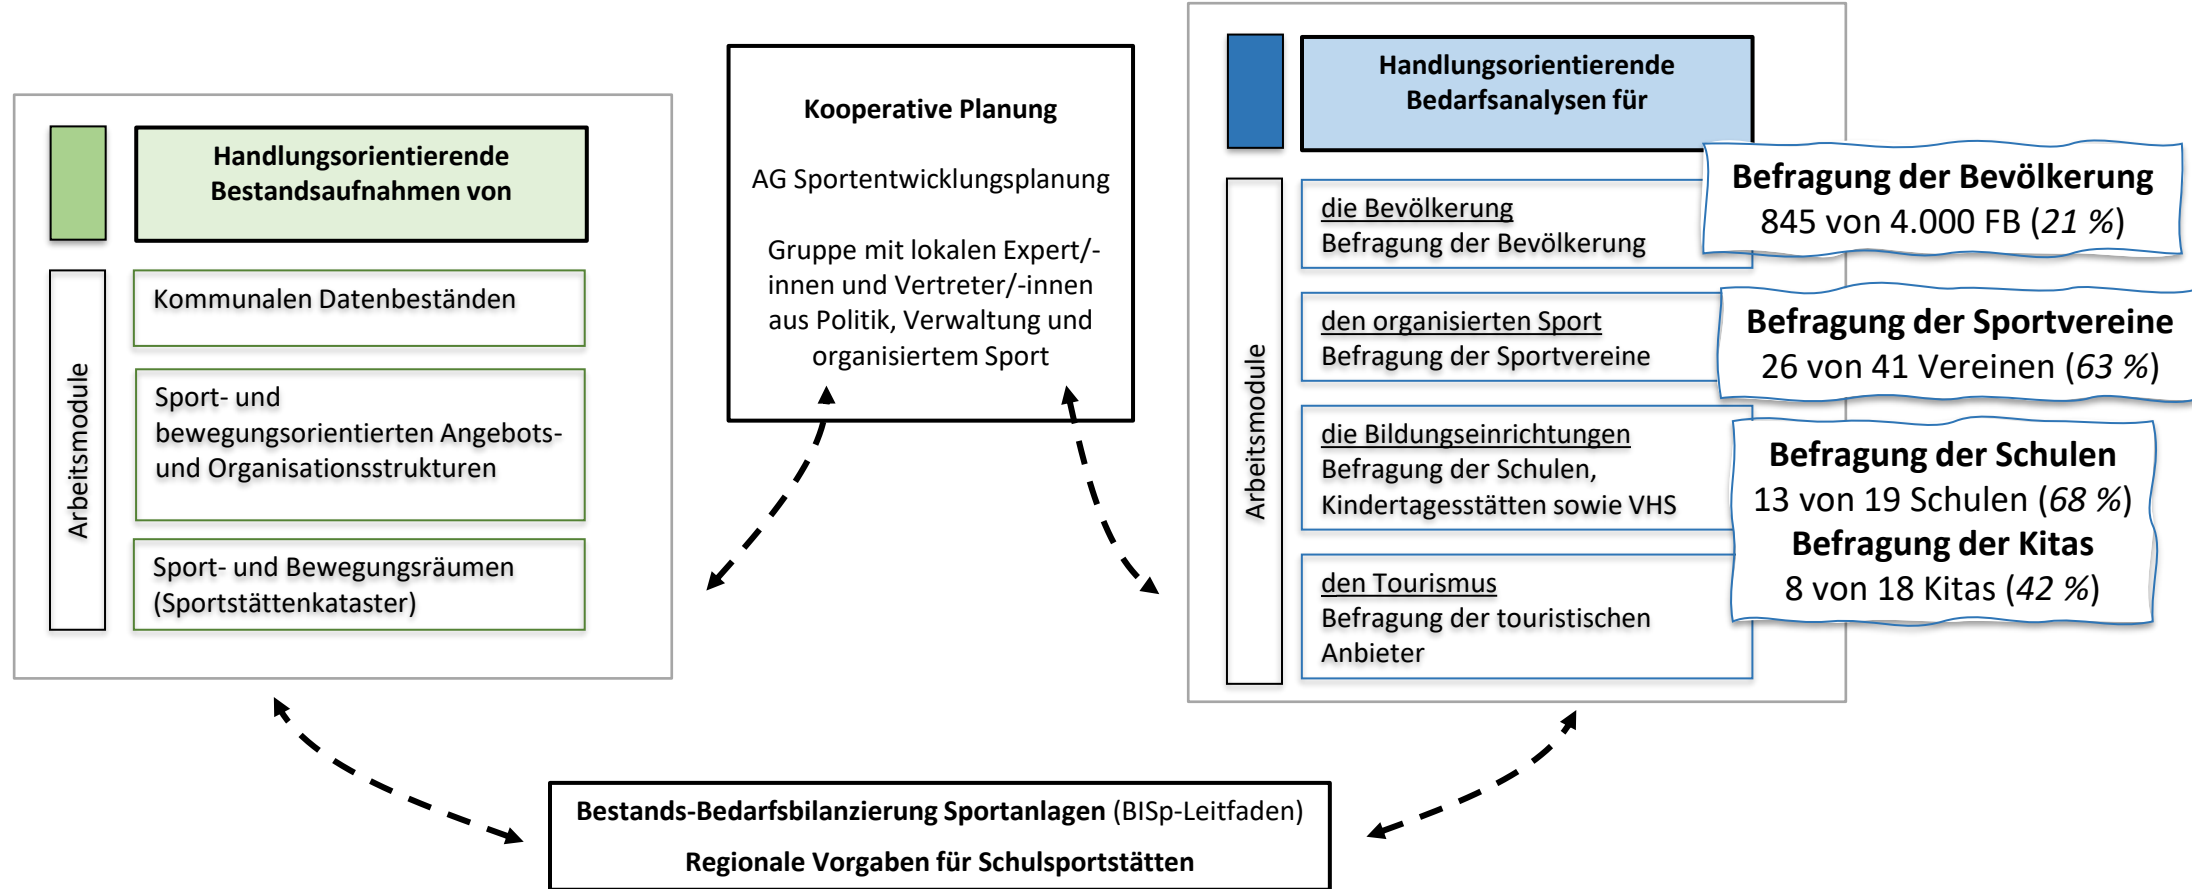 Handlungsorientierende
Bestandsaufnahmen von
Arbeitsmodule
Kommunalen Datenbeständen
Sport- und
bewegungsorientierten Angebots-
und Organisationsstrukturen
Sport- und Bewegungsräumen
(Sportstättenkataster)
Kooperative Planung
AG Sportentwicklungsplanung
Gruppe mit lokalen Expert/-
innen und Vertreter/-innen
aus Politik, Verwaltung und
organisiertem Sport
Handlungsorientierende
Bedarfsanalysen für
Arbeitsmodule
die Bevölkerung
Befragung der Bevölkerung
den organisierten Sport
Befragung der Sportvereine
die Bildungseinrichtungen
Befragung der Schulen,
Kindertagesstätten sowie VHS
den Tourismus
Befragung der touristischen
Anbieter
Befragung der Bevölkerung
845 von 4.000 FB (21 %)
Befragung der Sportvereine
26 von 41 Vereinen (63 %)
Befragung der Schulen
13 von 19 Schulen (68 %)
Befragung der Kitas
8 von 18 Kitas (42 %)
Bestands-Bedarfsbilanzierung Sportanlagen (BISp-Leitfaden)
Regionale Vorgaben für Schulsportstätten